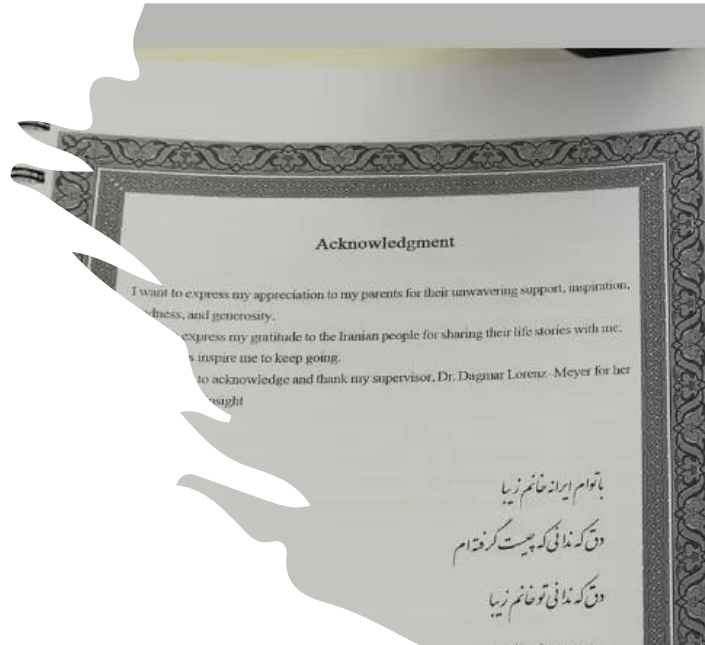 Acknowledgment
I want to express my appreciation to my parents for their unwavering support, inspiration,
and generosity.
express my gratitude to the Iranian people for sharing their life stories with me.
inspire me to keep going.
to acknowledge and thank my supervisor, Dr. Dagmar Lorenz-Meyer for her
باتوام ایرانه خانم زیبا
دق که ندانی که چیست گرفته ام
دق که ندانی تو خانم زیبا